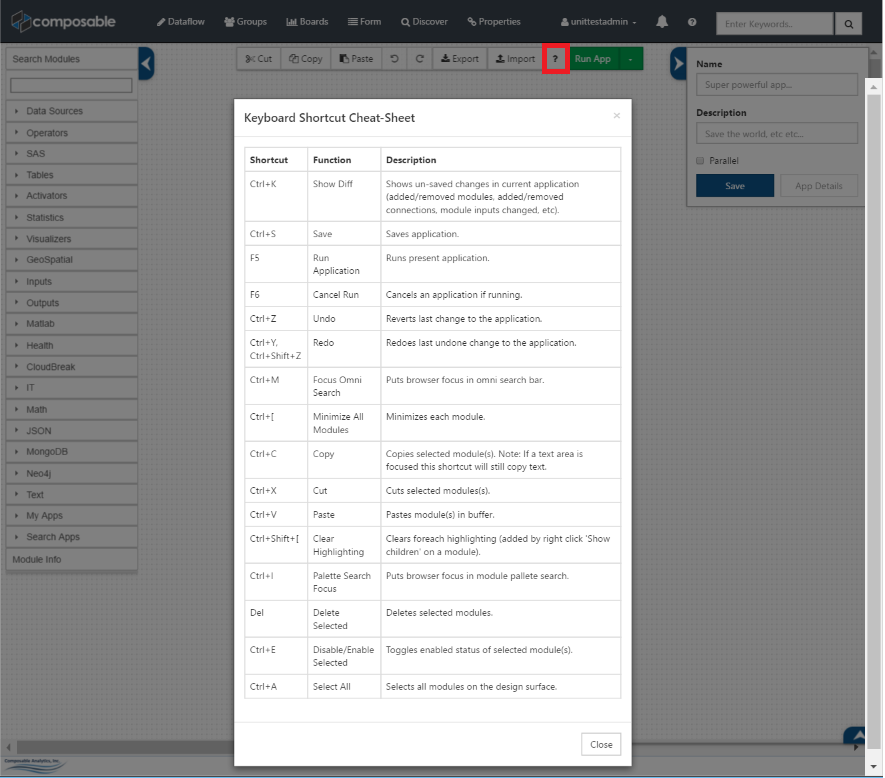 composable Dataflow Groups Boards Form Discover Properties unittestadmin ? Enter Keywords..
Search Modules
Cut Copy Paste Export Import ? Run App
Data Sources
Operators
SAS
Tables
Activators
Statistics
Visualizers
GeoSpatial
Inputs
Outputs
Matlab
Health
CloudBreak
IT
Math
JSON
MongoDB
Neo4j
Text
My Apps
Search Apps
Module Info
Name
Super powerful app...
Description
Save the world, etc etc...
Parallel
Save App Details
Keyboard Shortcut Cheat-Sheet ×
Shortcut Function Description
Ctrl+K Show Diff Shows un-saved changes in current application
(added/removed modules, added/removed
connections, module inputs changed, etc).
Ctrl+S Save Saves application.
F5 Run Runs present application.
Application
F6 Cancel Run Cancels an application if running.
Ctrl+Z Undo Reverts last change to the application.
Ctrl+Y, Redo Redoes last undone change to the application.
Ctrl+Shift+Z
Ctrl+M Focus Omni Puts browser focus in omni search bar.
Search
Ctrl+[ Minimize All Minimizes each module.
Modules
Ctrl+C Copy Copies selected module(s). Note: If a text area is
focused this shortcut will still copy text.
Ctrl+X Cut Cuts selected modules(s).
Ctrl+V Paste Pastes module(s) in buffer.
Ctrl+Shift+[ Clear Clears foreach highlighting (added by right click 'Show
Highlighting children' on a module).
Ctrl+I Palette Search Puts browser focus in module pallete search.
Focus
Del Delete Deletes selected modules.
Selected
Ctrl+E Disable/Enable Toggles enabled status of selected module(s).
Selected
Ctrl+A Select All Selects all modules on the design surface.
Close
Composable Analytics, Inc.